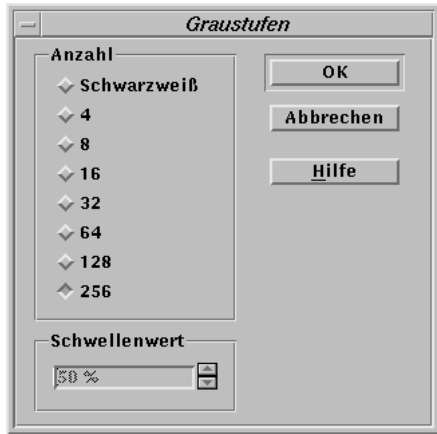 Graustufen
Anzahl
Schwarzweiß
4
8
16
32
64
128
256
Schwellenwert
50 %
OK
Abbrechen
Hilfe